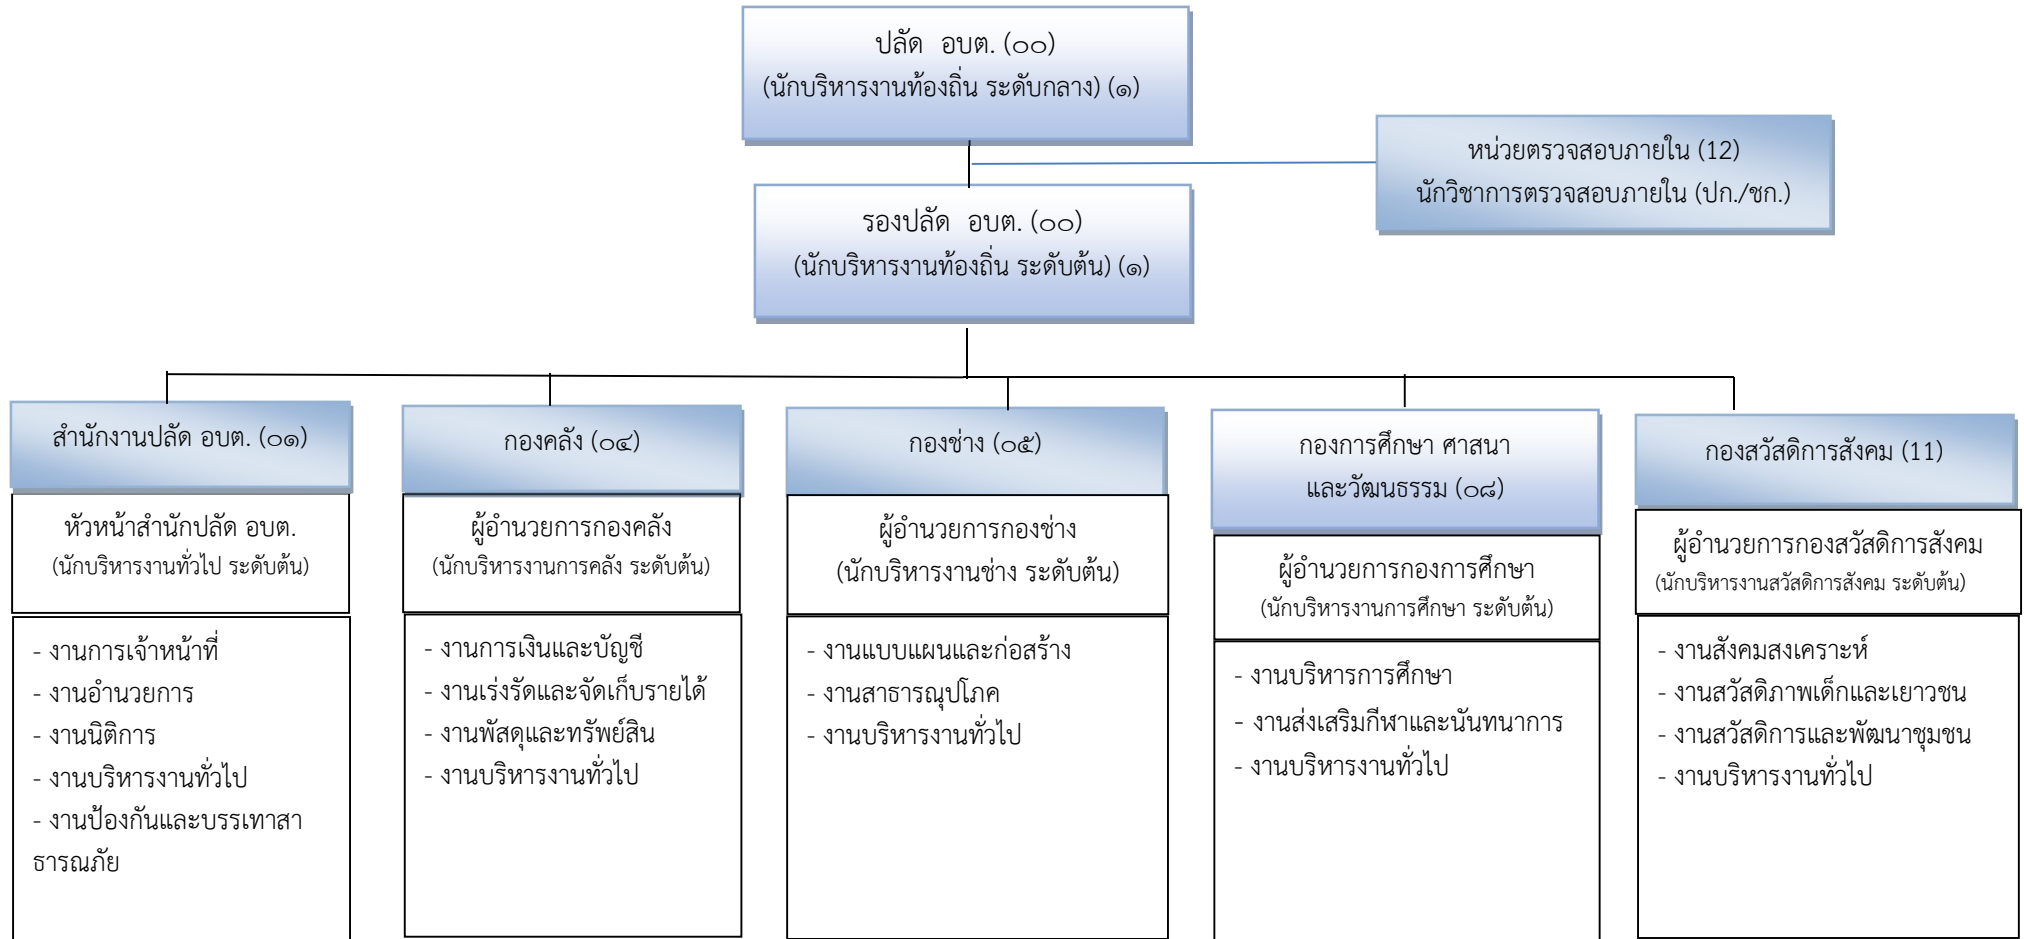 ปลัด  อบต. (๐๐)
(นักบริหารงานท้องถิ่น ระดับกลาง) (๑)
หน่วยตรวจสอบภายใน (12)
นักวิชาการตรวจสอบภายใน (ปก./ชก.)
รองปลัด  อบต. (๐๐)
(นักบริหารงานท้องถิ่น ระดับต้น) (๑)
สำนักงานปลัด อบต. (๐๑)
หัวหน้าสำนักปลัด อบต.
(นักบริหารงานทั่วไป ระดับต้น)
- งานการเจ้าหน้าที่
- งานอำนวยการ
- งานนิติการ
- งานบริหารงานทั่วไป
- งานป้องกันและบรรเทาสา
ธารณภัย
กองคลัง (๐๔)
ผู้อำนวยการกองคลัง
(นักบริหารงานการคลัง ระดับต้น)
- งานการเงินและบัญชี
- งานเร่งรัดและจัดเก็บรายได้
- งานพัสดุและทรัพย์สิน
- งานบริหารงานทั่วไป
กองช่าง (๐๕)
ผู้อำนวยการกองช่าง
(นักบริหารงานช่าง ระดับต้น)
- งานแบบแผนและก่อสร้าง
- งานสาธารณุปโภค
- งานบริหารงานทั่วไป
กองการศึกษา ศาสนา
และวัฒนธรรม (๐๘)
ผู้อำนวยการกองการศึกษา
(นักบริหารงานการศึกษา ระดับต้น)
- งานบริหารการศึกษา
- งานส่งเสริมกีฬาและนันทนาการ
- งานบริหารงานทั่วไป
กองสวัสดิการสังคม (11)
ผู้อำนวยการกองสวัสดิการสังคม
(นักบริหารงานสวัสดิการสังคม ระดับต้น)
- งานสังคมสงเคราะห์
- งานสวัสดิภาพเด็กและเยาวชน
- งานสวัสดิการและพัฒนาชุมชน
- งานบริหารงานทั่วไป